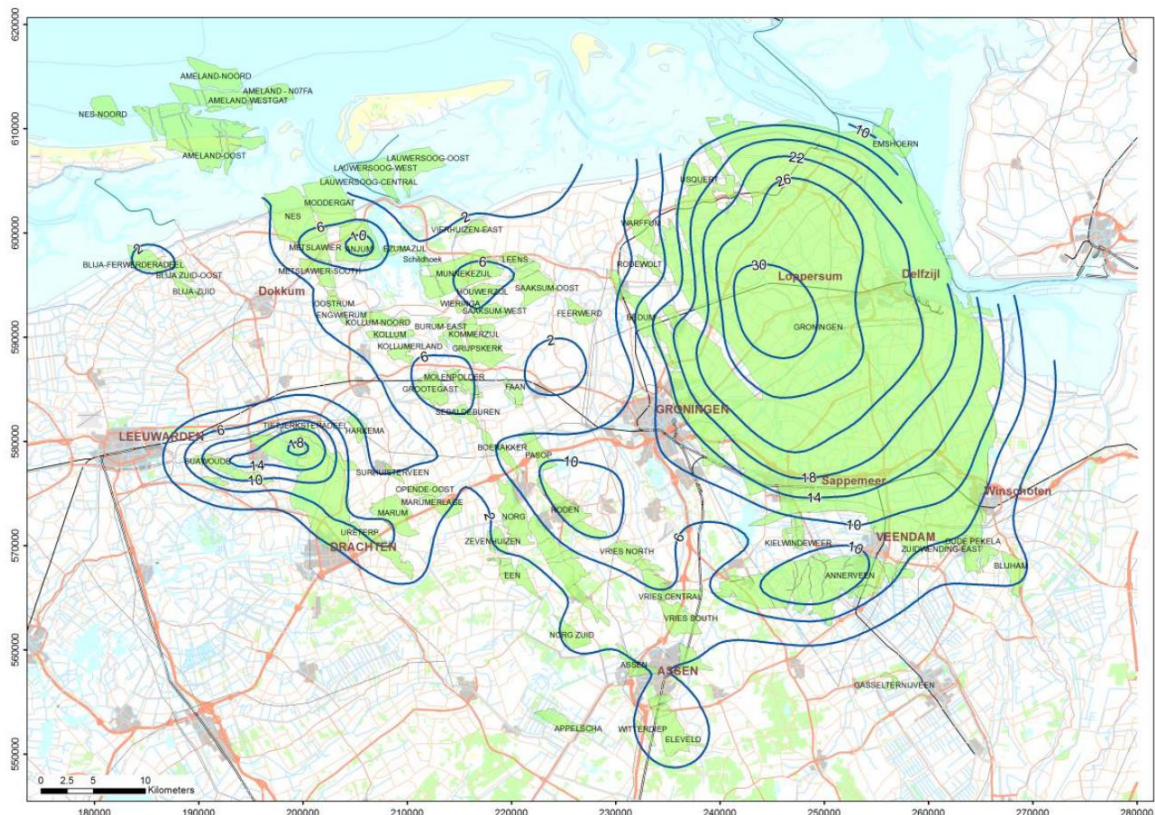 620000
610000
600000
590000
580000
570000
560000
550000
AMELAND-NOORD
AMELAND - N07FA
AMELAND-WESTGAT
NES-NOORD
AMELAND-OOST
10
EMSHOERN
LAUWERSOOG-OOST
LAUWERSOOG-WEST
LAUWERSOOG-CENTRAL
22
26
USQUERT
MODDERGAT
NES
2
WARFFUM
6
10
VIERHUIZEN-EAST
METSLAWIER
ANJUM
EZUMAZIJL
2
Schildhoek
LEENS
6
BLIJA-FERWERDERADEEL
METSLAWIER-SOUTH
MUNNEKEZIJL
RODEWOLT
30
Loppersum
Delfzijl
BLIJA ZUID-OOST
BLIJA-ZUID
Dokkum
HOUWERZIJL
SAAKSUM-OOST
OOSTRUM
WIERINGA
SAAKSUM-WEST
FEERWERD
ENGWIERUM
KOLLUM-NOORD
BURUM-EAST
BEDUM
GRONINGEN
KOLLUM
KOMMERZIJL
KOLLUMERLAND
GRIJPSKERK
2
6
MOLENPOLDER
GROOTEGAST
FAAN
SEBALDEBUREN
GRONINGEN
6
TIETJERKSTERADEEL
HARKEMA
LEEUWARDEN
18
BOERAKKER
PASOP
SUAWOUDE
14
10
SURHUISTERVEEN
10
18
Sappemeer
14
Winschoten
OPENDE-OOST
MARUMERLAGE
MARUM
2
NORG
RODEN
10
URETERP
DRACHTEN
ZEVENHUIZEN
VRIES NORTH
6
KIELWINDEWEER
10
VEENDAM
OUDE PEKELA
ZUIDWENDING-EAST
BLIJHAM
EEN
ANNERVEEN
VRIES CENTRAL
VRIES SOUTH
NORG ZUID
ASSEN
ASSEN
GASSELTERNIJVEEN
APPELSCHA
WITTERDIEP
ELEVELD
0 2.5 5 10
Kilometers
180000 190000 200000 210000 220000 230000 240000 250000 260000 270000 280000